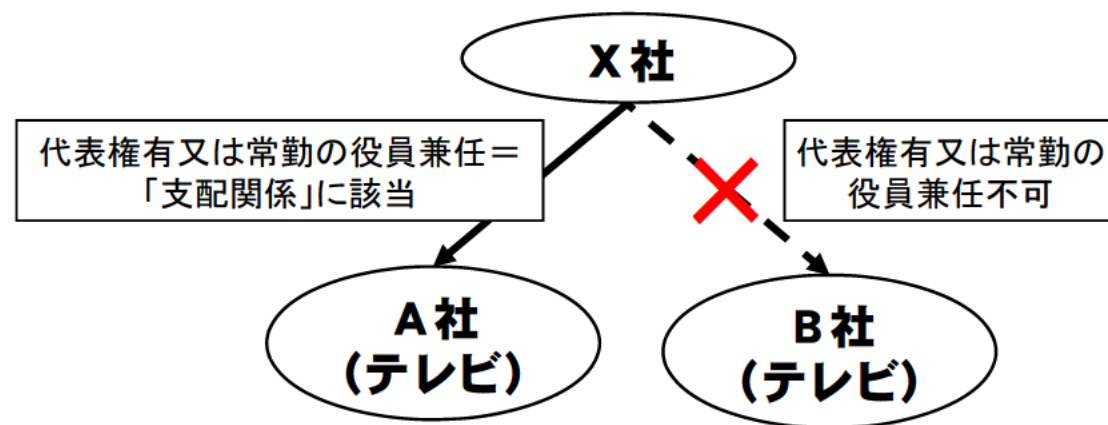 X社
代表権有又は常勤の役員兼任＝
「支配関係」に該当
代表権有又は常勤の
役員兼任不可
A社
(テレビ)
B社
(テレビ)